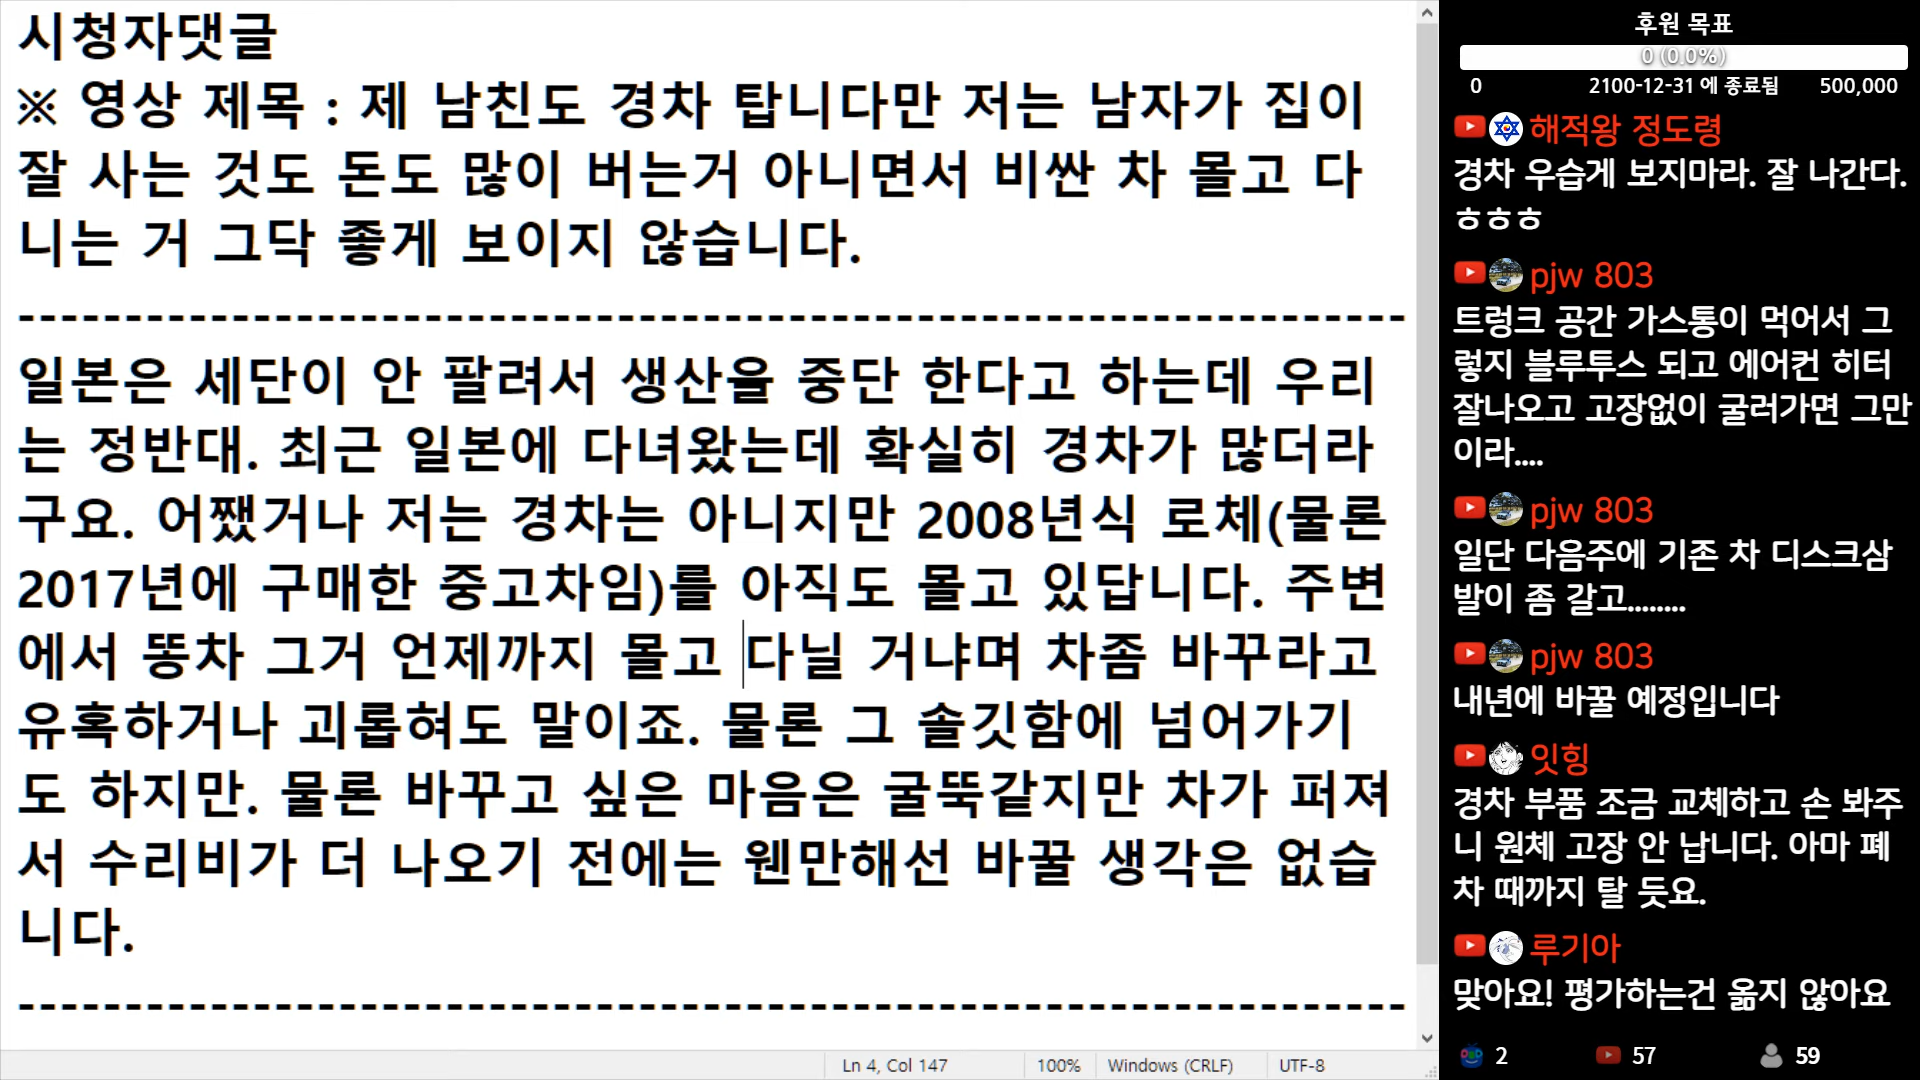 시청자댓글
※ 영상 제목 : 제 남친도 경차 탑니다만 저는 남자가 집이
잘 사는 것도 돈도 많이 버는거 아니면서 비싼 차 몰고 다
니는 거 그닥 좋게 보이지 않습니다.
-----------------------------------------------------------------
일본은 세단이 안 팔려서 생산을 중단 한다고 하는데 우리
는 정반대. 최근 일본에 다녀왔는데 확실히 경차가 많더라
구요. 어쨌거나 저는 경차는 아니지만 2008년식 로체(물론
2017년에 구매한 중고차임)를 아직도 몰고 있답니다. 주변
에서 똥차 그거 언제까지 몰고 다닐 거냐며 차좀 바꾸라고
유혹하거나 괴롭혀도 말이죠. 물론 그 솔깃함에 넘어가기
도 하지만. 물론 바꾸고 싶은 마음은 굴뚝같지만 차가 퍼져
서 수리비가 더 나오기 전에는 웬만해선 바꿀 생각은 없습
니다.
-----------------------------------------------------------------
Ln 4, Col 147
100%
Windows (CRLF)
UTF-8
후원 목표
0 (0.0%)
0 2100-12-31 에 종료됨 500,000
해적왕 정도령
경차 우습게 보지마라. 잘 나간다.
ㅎㅎㅎ
pjw 803
트렁크 공간 가스통이 먹어서 그
렇지 블루투스 되고 에어컨 히터
잘나오고 고장없이 굴러가면 그만
이라....
pjw 803
일단 다음주에 기존 차 디스크삼
발이 좀 갈고........
pjw 803
내년에 바꿀 예정입니다
잇힝
경차 부품 조금 교체하고 손 봐주
니 원체 고장 안 납니다. 아마 폐
차 때까지 탈 듯요.
루기아
맞아요! 평가하는건 옳지 않아요
2 57 59